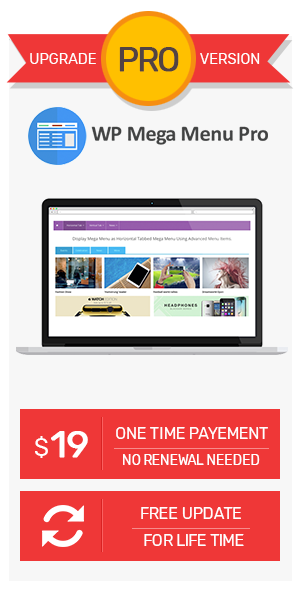 UPGRADE PRO VERSION
WP Mega Menu Pro
Display Mega Menu as Horizontal Tabbed Mega Menu Using Advanced Menu Items.
WATCH
HEADPHONES
$19
ONE TIME PAYEMENT
NO RENEWAL NEEDED
FREE UPDATE
FOR LIFE TIME